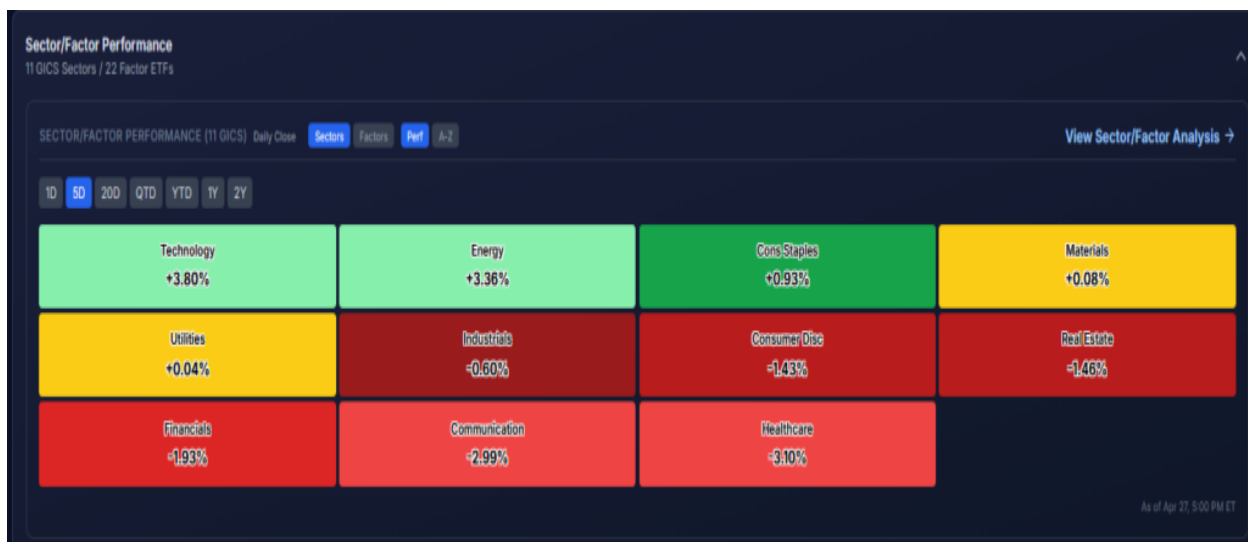 Sector/Factor Performance
11 GICS Sectors / 22 Factor ETFs
SECTOR/FACTOR PERFORMANCE (11 GICS) Daily Close Sectors Factors Perf A-Z View Sector/Factor Analysis →
1D 5D 20D QTD YTD 1Y 2Y
Technology Energy Cons Staples Materials
+3.80% +3.36% +0.93% +0.08%
Utilities Industrials Consumer Disc Real Estate
+0.04% -0.60% -1.43% -1.46%
Financials Communication Healthcare
-1.93% -2.99% -3.10%
As of Apr 27, 5:00 PM ET